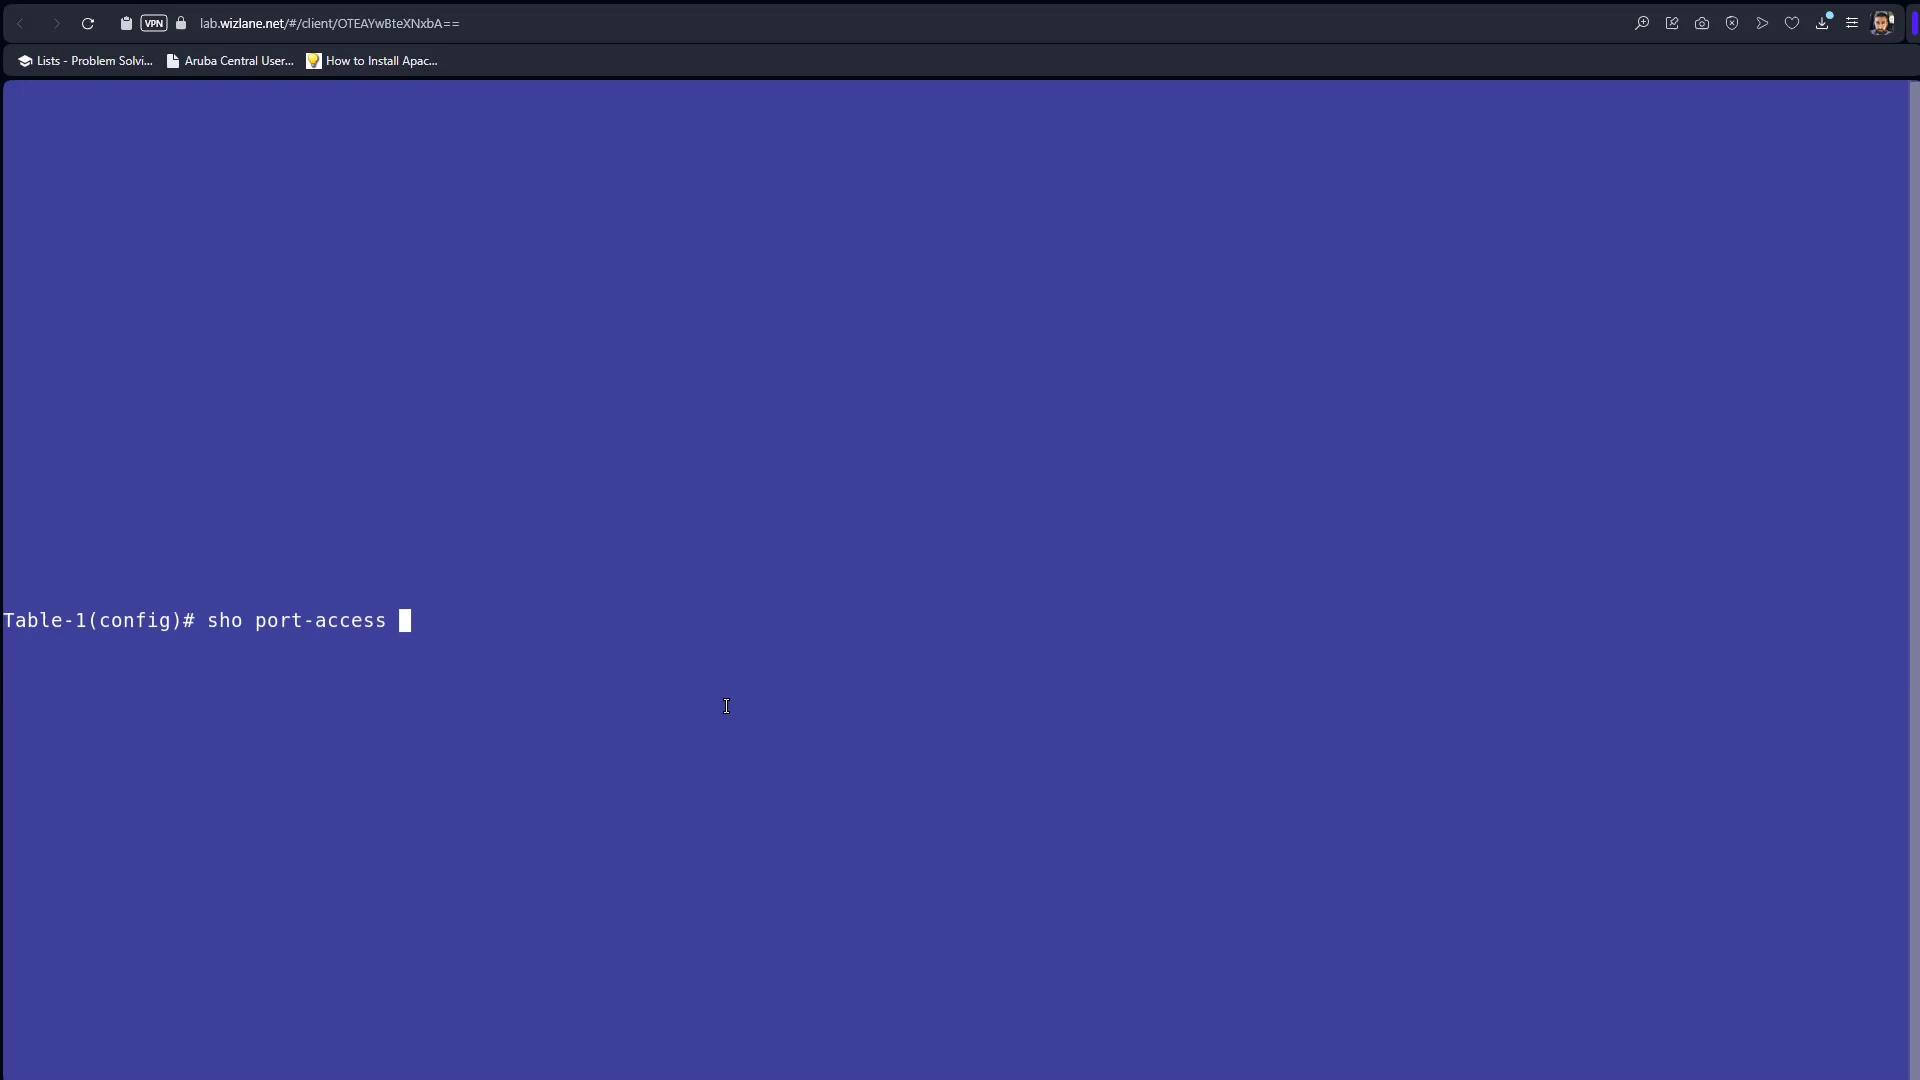 VPN
lab.wizlane.net/#/client/OTEAYwBteXNxbA==
Lists - Problem Solvi...
Aruba Central User...
How to Install Apac...
Table-1(config)# sho port-access